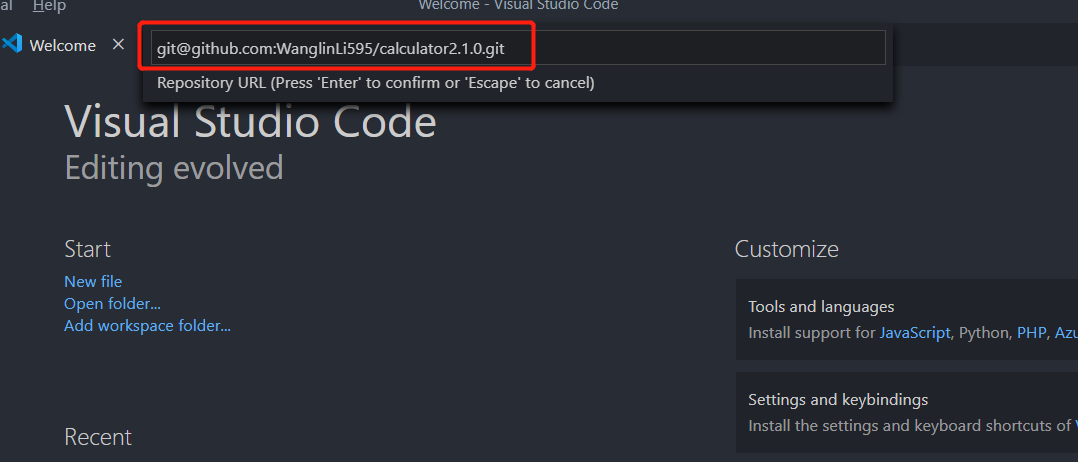 al Help
Welcome - Visual Studio Code
Welcome
git@github.com:WanglinLi595/calculator2.1.0.git
Repository URL (Press 'Enter' to confirm or 'Escape' to cancel)
Visual Studio Code
Editing evolved
Start
New file
Open folder...
Add workspace folder...
Recent
Customize
Tools and languages
Install support for JavaScript, Python, PHP, Azu
Settings and keybindings
Install the settings and keyboard shortcuts of